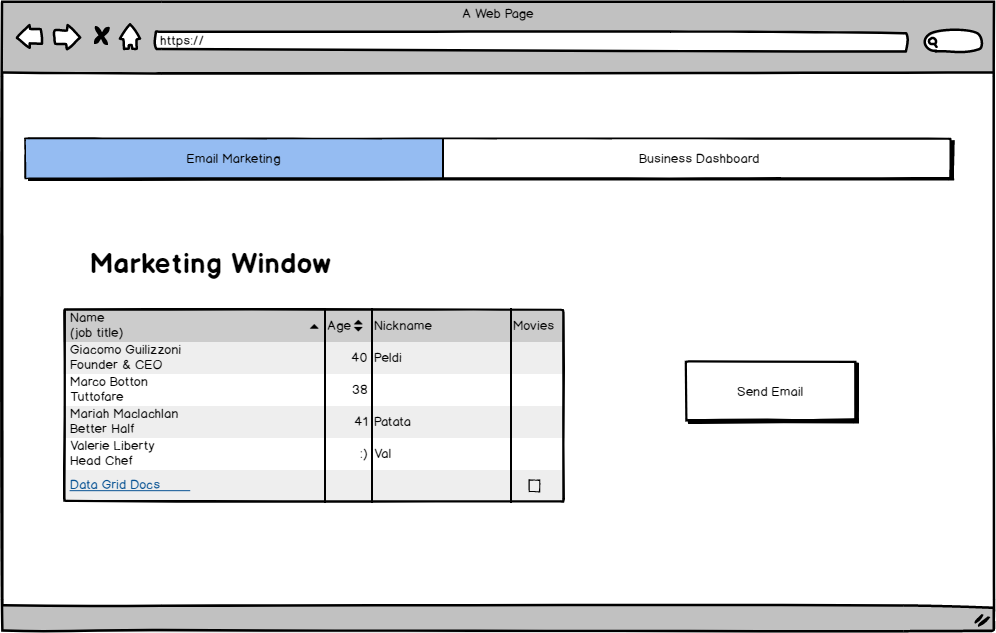 A Web Page
https://
Email Marketing
Business Dashboard
Marketing Window
Name
(job title)
Age
Nickname
Movies
Giacomo Guilizzoni
Founder & CEO
40
Peldi
Marco Botton
Tuttofare
38
Mariah Maclachlan
Better Half
41
Patata
Valerie Liberty
Head Chef
:)
Val
Data Grid Docs
Send Email